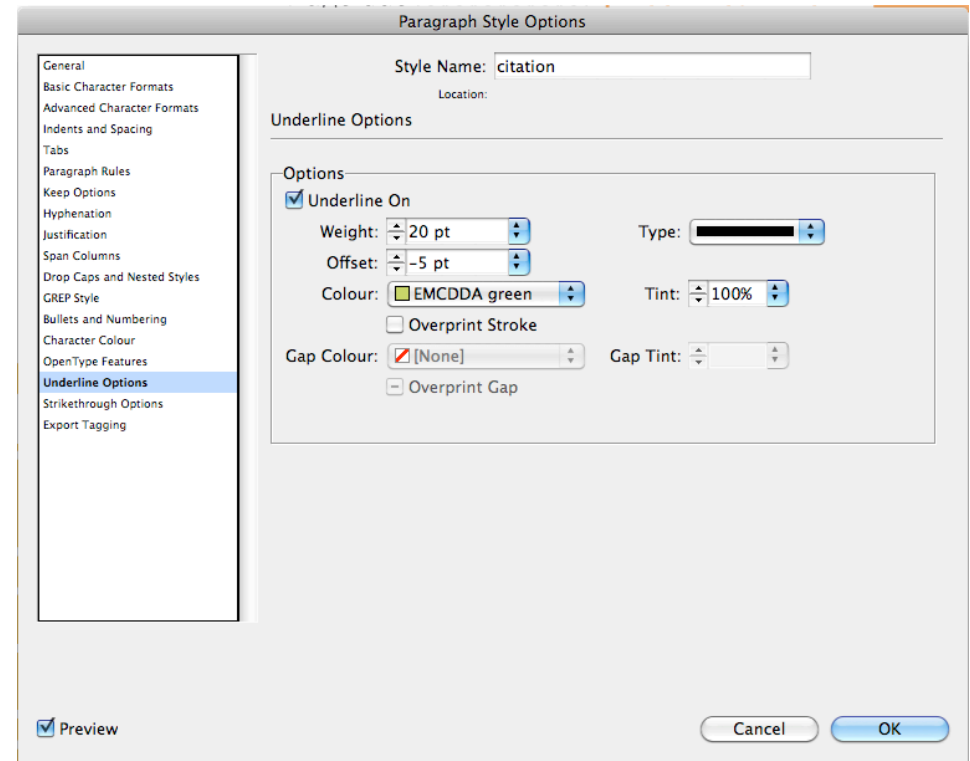 Paragraph Style Options
General
Basic Character Formats
Advanced Character Formats
Indents and Spacing
Tabs
Paragraph Rules
Keep Options
Hyphenation
Justification
Span Columns
Drop Caps and Nested Styles
GREP Style
Bullets and Numbering
Character Colour
OpenType Features
Underline Options
Strikethrough Options
Export Tagging
Style Name: citation
Location:
Underline Options
Options
Underline On
Weight: 20 pt Type:
Offset: -5 pt
Colour: EMCDDA green Tint: 100%
Overprint Stroke
Gap Colour: [None] Gap Tint:
Overprint Gap
Preview Cancel OK